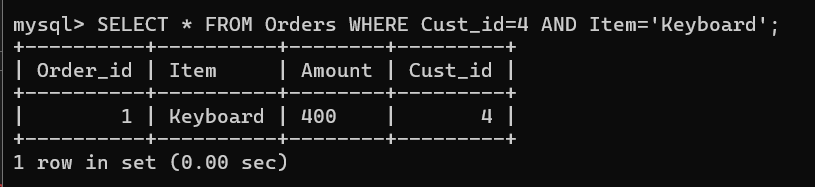 mysql> SELECT * FROM Orders WHERE Cust_id=4 AND Item='Keyboard';
+----------+----------+--------+---------+
| Order_id | Item     | Amount | Cust_id |
+----------+----------+--------+---------+
|        1 | Keyboard | 400    |       4 |
+----------+----------+--------+---------+
1 row in set (0.00 sec)